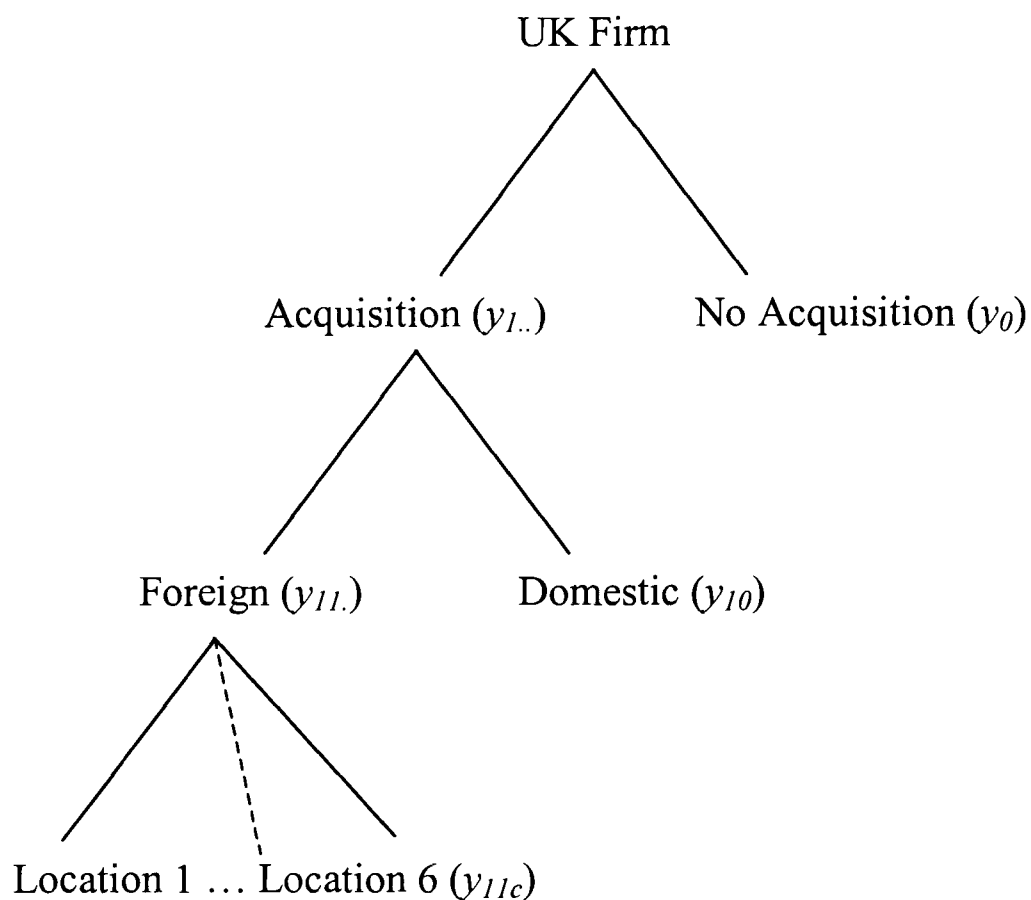 UK Firm
Acquisition (y1..) No Acquisition (y0)
Foreign (y11.) Domestic (y10)
Location 1 … Location 6 (y11c)